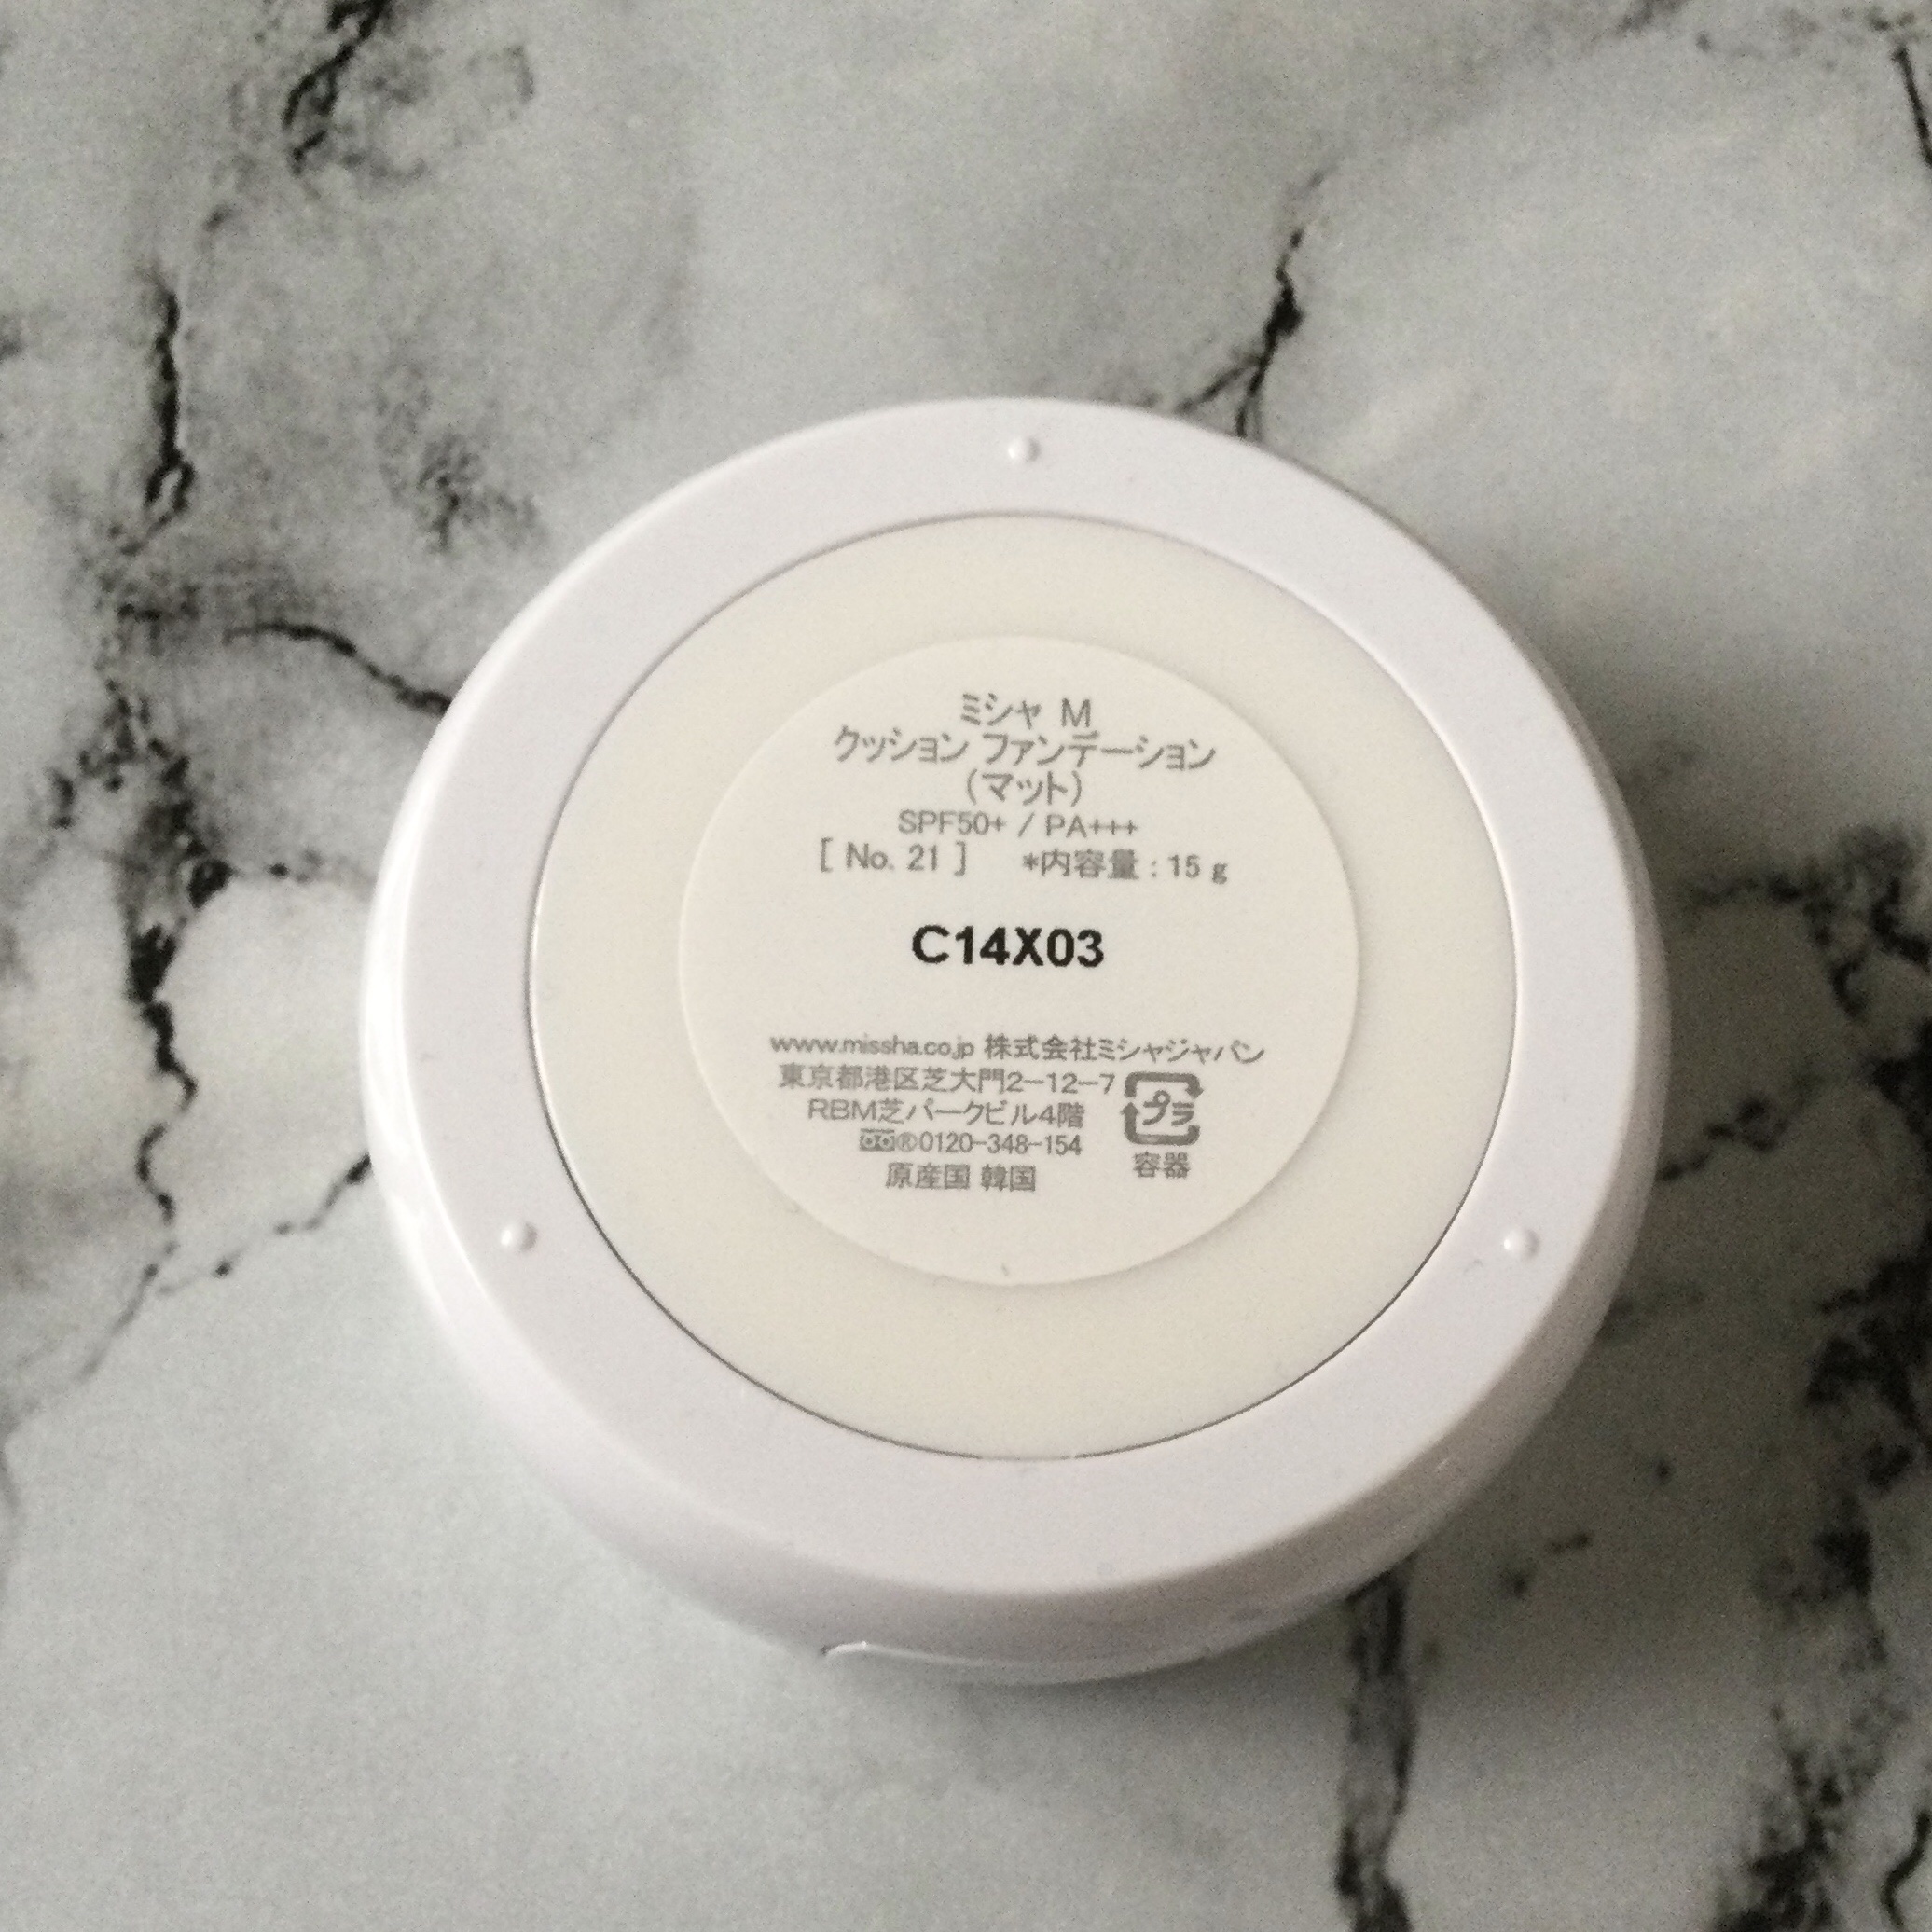 ミシャ M
クッション ファンデーション
(マット)
SPF50+ / PA+++
[ No. 21 ] *内容量 : 15 g
C14X03
www.missha.co.jp 株式会社ミシャジャパン
東京都港区芝大門2-12-7
RBM芝パークビル4階
®0120-348-154
原産国 韓国
プラ
容器